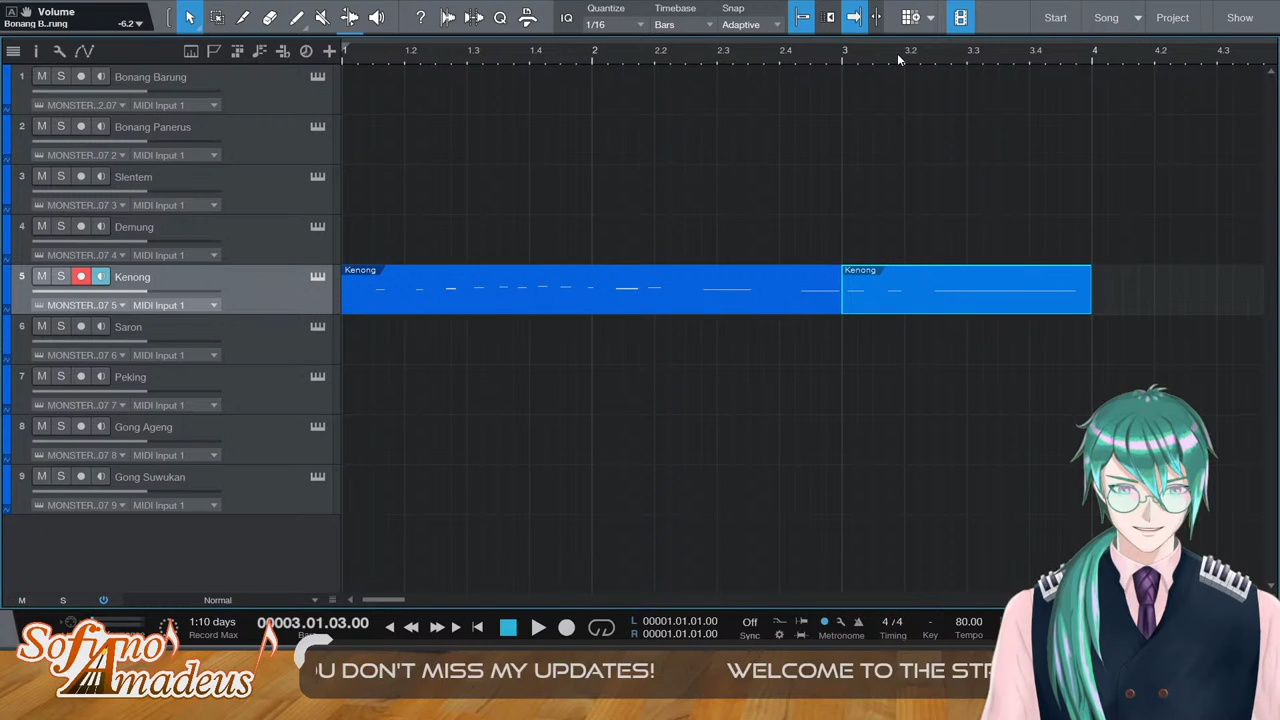 Volume
Bonang B..rung -6.2
IQ Quantize 1/16 Timebase Bars Snap Adaptive Start Song Project Show
1 1.2 1.3 1.4 2 2.2 2.3 2.4 3 3.2 3.3 3.4 4 4.2 4.3
1 M S Bonang Barung
MONSTER..2.07 MIDI Input 1
2 M S Bonang Panerus
MONSTER..07 2 MIDI Input 1
3 M S Slentem
MONSTER..07 3 MIDI Input 1
4 M S Demung
MONSTER..07 4 MIDI Input 1
5 M S Kenong
MONSTER..07 5 MIDI Input 1
Kenong Kenong
6 M S Saron
MONSTER..07 6 MIDI Input 1
7 M S Peking
MONSTER..07 7 MIDI Input 1
8 M S Gong Ageng
MONSTER..07 8 MIDI Input 1
9 M S Gong Suwukan
MONSTER..07 9 MIDI Input 1
M S Normal
1:10 days
Record Max
00003.01.03.00
L 00001.01.01.00
R 00001.01.01.00
Off
Sync
Metronome
4 / 4
Timing
-
Key
80.00
Tempo
Sofiano
Amadeus
OU DON'T MISS MY UPDATES! WELCOME TO THE STR